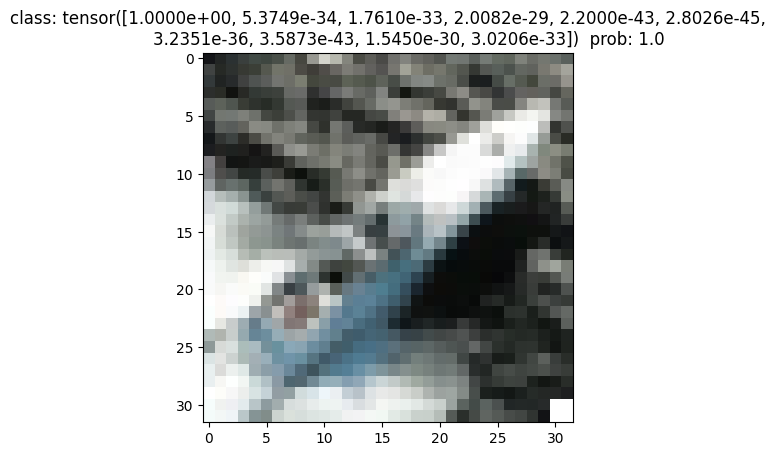 class: tensor([1.0000e+00, 5.3749e-34, 1.7610e-33, 2.0082e-29, 2.2000e-43, 2.8026e-45,
3.2351e-36, 3.5873e-43, 1.5450e-30, 3.0206e-33]) prob: 1.0
0
5
10
15
20
25
30
0 5 10 15 20 25 30